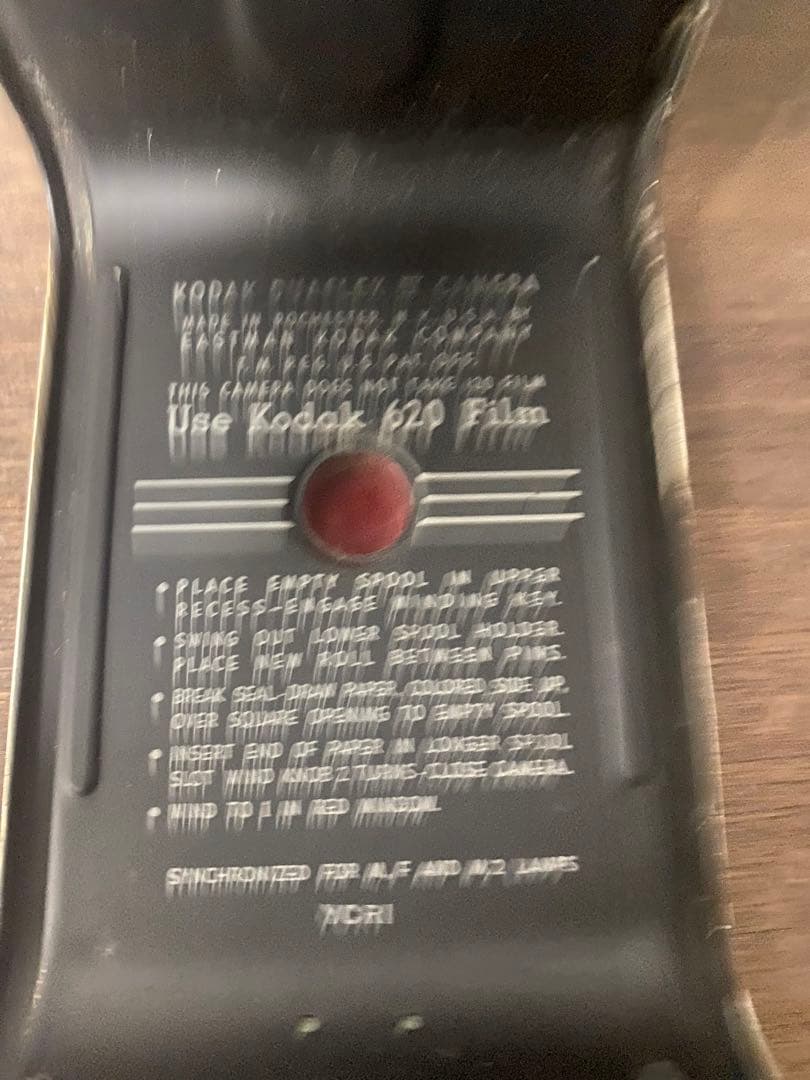 KODAK DUAFLEX CAMERA
MADE IN ROCHESTER, N.Y., U.S.A. BY
EASTMAN KODAK COMPANY
T.M. REG. U.S. PAT. OFF.
THIS CAMERA DOES NOT TAKE 120 FILM
Use Kodak 620 Film
• PLACE EMPTY SPOOL IN UPPER
RECESS-ENGAGE WINDING KEY.
• SWING OUT LOWER SPOOL HOLDER.
PLACE NEW ROLL BETWEEN PINS.
• BREAK SEAL-DRAW PAPER, COLORED SIDE UP,
OVER SQUARE OPENING TO EMPTY SPOOL.
• INSERT END OF PAPER IN LONGER SPOOL
SLOT WIND KNOB 2 TURNS-CLOSE CAMERA.
• WIND TO 1 IN RED WINDOW.
SYNCHRONIZED FOR AND LAMPS